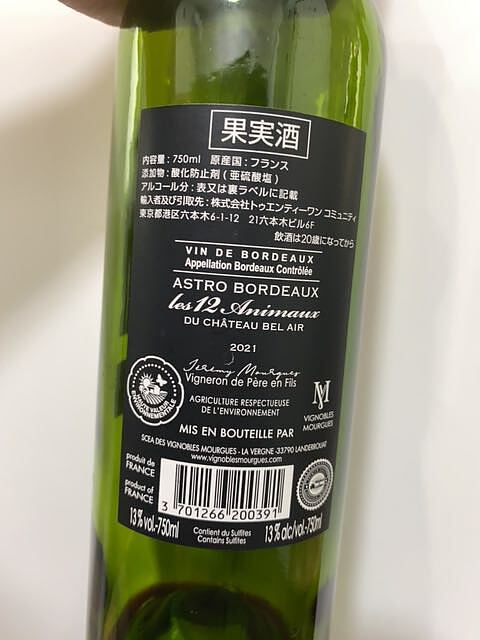 果実酒
内容量：750ml 原産国：フランス
添加物：酸化防止剤（亜硫酸塩）
アルコール分：表又は裏ラベルに記載
輸入者及び引取先：株式会社トゥエンティーワン コミュニティ
東京都港区六本木6-1-12 21六本木ビル6F
飲酒は20歳になってから
VIN DE BORDEAUX
Appellation Bordeaux Contrôlée
ASTRO BORDEAUX
les 12 Animaux
DU CHÂTEAU BEL AIR
2021
Jérémy Mourgues
Vigneron de Père en Fils
HAUTE VALEUR ENVIRONNEMENTALE
AGRICULTURE RESPECTUEUSE
DE L'ENVIRONNEMENT
VM
VIGNOBLES
MOURGUES
MIS EN BOUTEILLE PAR
SCEA DES VIGNOBLES MOURGUES - LA VERGNE -33790 LANDERROUAT
www.vignoblesmourgues.com
produit de
FRANCE
product of
FRANCE
3 701266 200391
13%vol.-750ml
Contient du Sulfites
Contains Sulfites
13%alc/vol.-750ml